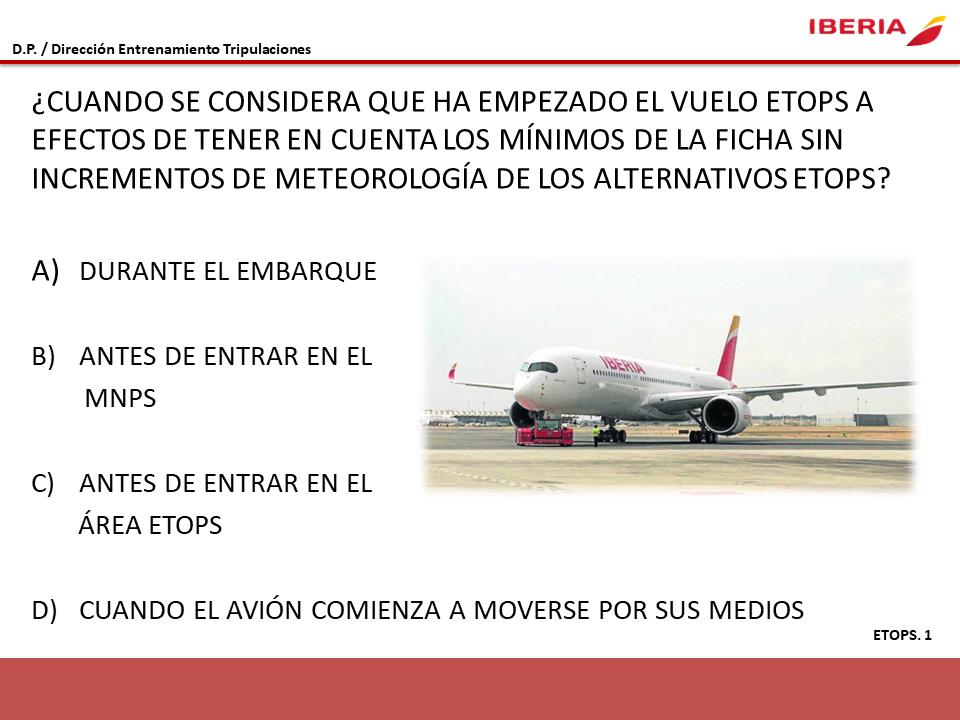 IBERIA
D.P. / Dirección Entrenamiento Tripulaciones
¿CUANDO SE CONSIDERA QUE HA EMPEZADO EL VUELO ETOPS A
EFECTOS DE TENER EN CUENTA LOS MÍNIMOS DE LA FICHA SIN
INCREMENTOS DE METEOROLOGÍA DE LOS ALTERNATIVOS ETOPS?
A) DURANTE EL EMBARQUE
B) ANTES DE ENTRAR EN EL
MNPS
IBERIA
C) ANTES DE ENTRAR EN EL
ÁREA ETOPS
D) CUANDO EL AVIÓN COMIENZA A MOVERSE POR SUS MEDIOS
ETOPS. 1